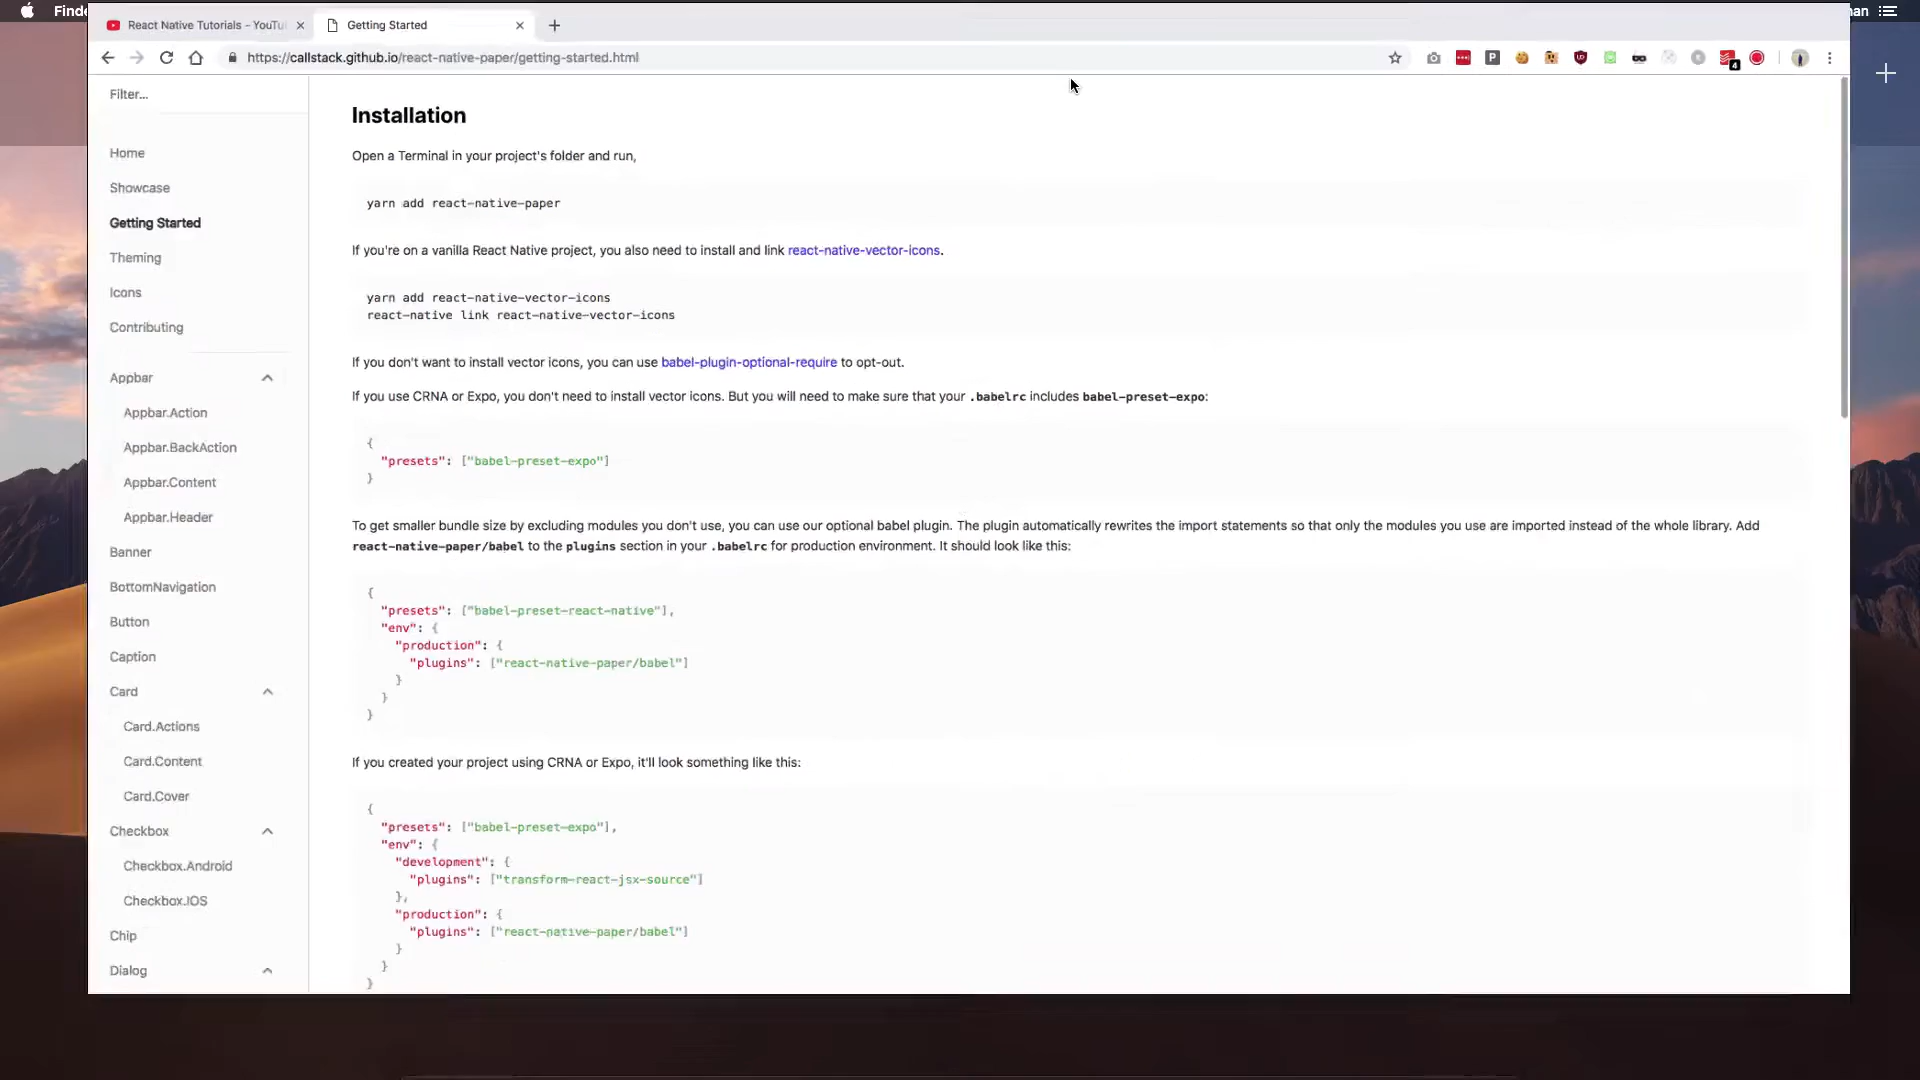 Finde
man
React Native Tutorials - YouTu
Getting Started
https://callstack.github.io/react-native-paper/getting-started.html
4
Filter...
Home
Showcase
Getting Started
Theming
Icons
Contributing
Appbar
Appbar.Action
Appbar.BackAction
Appbar.Content
Appbar.Header
Banner
BottomNavigation
Button
Caption
Card
Card.Actions
Card.Content
Card.Cover
Checkbox
Checkbox.Android
Checkbox.IOS
Chip
Dialog
Installation
Open a Terminal in your project's folder and run,
yarn add react-native-paper
If you're on a vanilla React Native project, you also need to install and link react-native-vector-icons.
yarn add react-native-vector-icons
react-native link react-native-vector-icons
If you don't want to install vector icons, you can use babel-plugin-optional-require to opt-out.
If you use CRNA or Expo, you don't need to install vector icons. But you will need to make sure that your .babelrc includes babel-preset-expo:
{
"presets": ["babel-preset-expo"]
}
To get smaller bundle size by excluding modules you don't use, you can use our optional babel plugin. The plugin automatically rewrites the import statements so that only the modules you use are imported instead of the whole library. Add
react-native-paper/babel to the plugins section in your .babelrc for production environment. It should look like this:
{
"presets": ["babel-preset-react-native"],
"env": {
"production": {
"plugins": ["react-native-paper/babel"]
}
}
}
If you created your project using CRNA or Expo, it'll look something like this:
{
"presets": ["babel-preset-expo"],
"env": {
"development": {
"plugins": ["transform-react-jsx-source"]
},
"production": {
"plugins": ["react-native-paper/babel"]
}
}
}